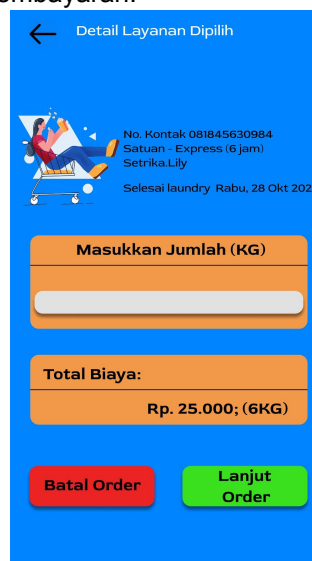 Detail Layanan Dipilih
No. Kontak 081845630984
Satuan - Express (6 jam)
Setrika.Lily
Selesai laundry Rabu, 28 Okt 202
Masukkan Jumlah (KG)
Total Biaya:
Rp. 25.000; (6KG)
Batal Order
Lanjut
Order